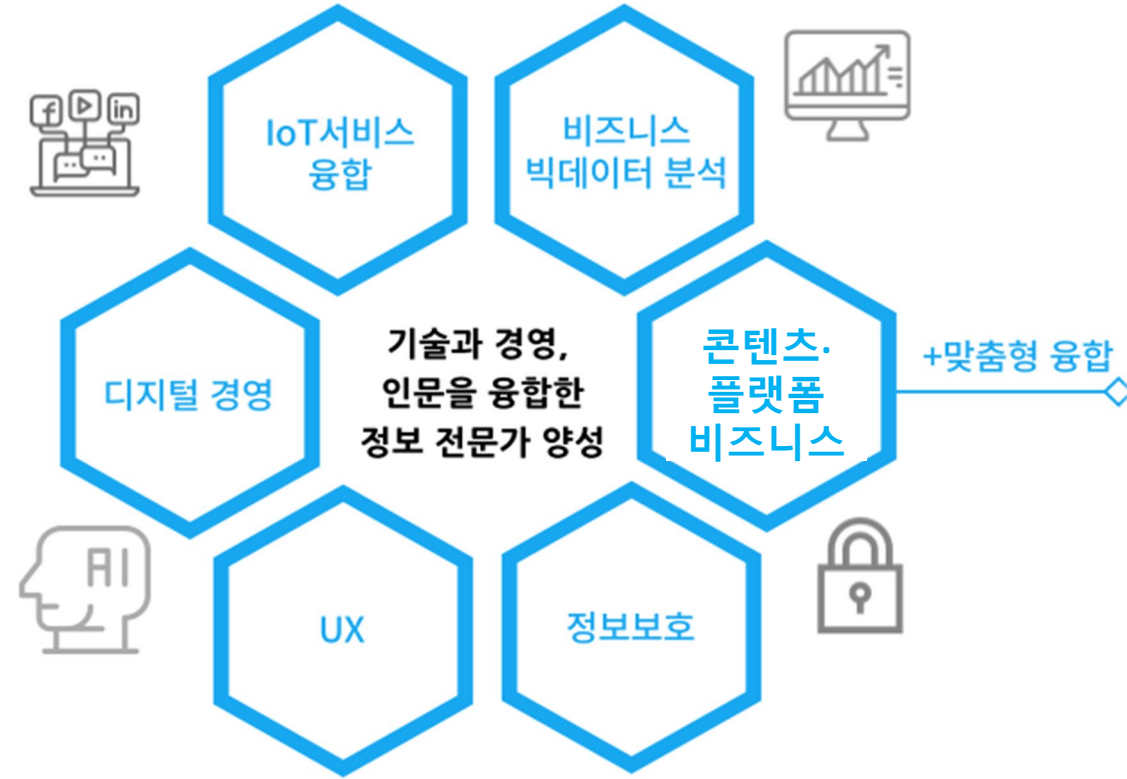 IoT서비스
융합
비즈니스
빅데이터 분석
f
in
디지털 경영
기술과 경영,
인문을 융합한
정보 전문가 양성
콘텐츠·
플랫폼
비즈니스
+맞춤형 융합
AI
UX
정보보호